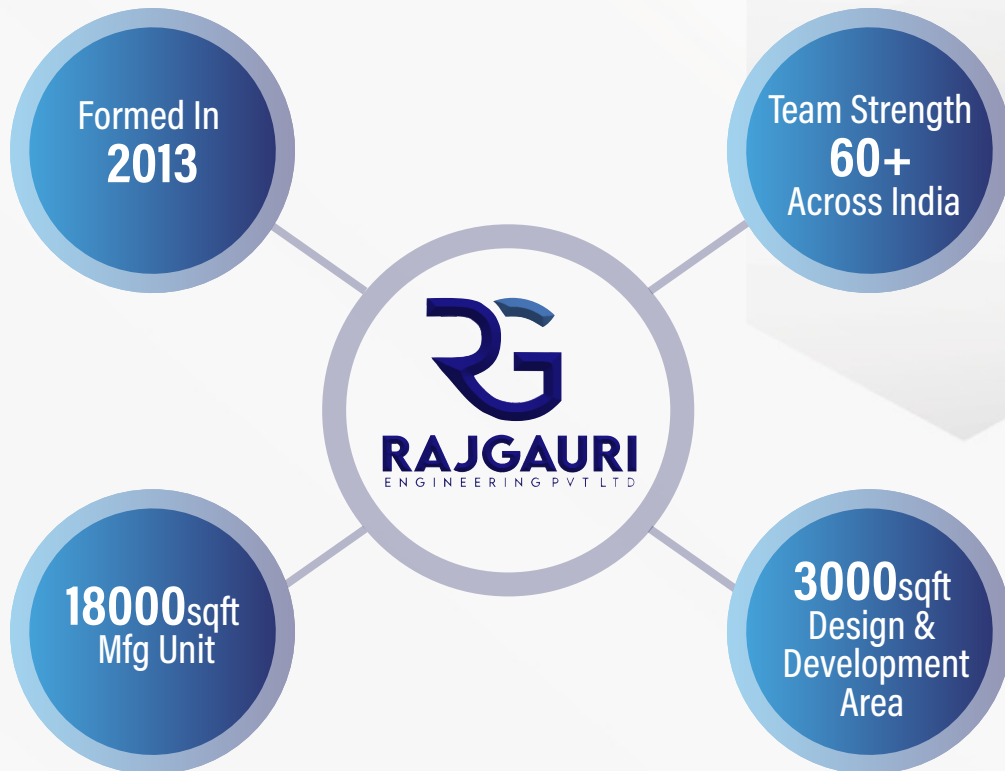 Formed In
2013
Team Strength
60+
Across India
RG
RAJGAURI
ENGINEERING PVT LTD
18000sqft
Mfg Unit
3000sqft
Design &
Development
Area